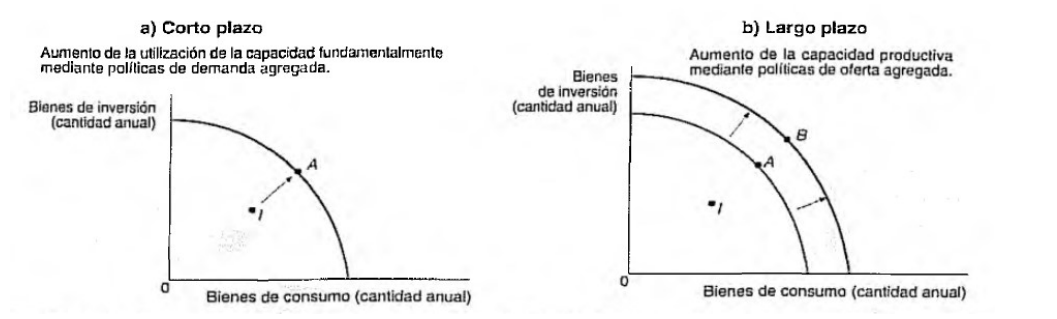 a) Corto plazo
Aumento de la utilización de la capacidad fundamentalmente
mediante políticas de demanda agregada.
Bienes de inversión
(cantidad anual)
A
I
0
Bienes de consumo (cantidad anual)
b) Largo plazo
Aumento de la capacidad productiva
mediante políticas de oferta agregada.
Bienes
de inversión
(cantidad anual)
B
A
I
0
Bienes de consumo (cantidad anual)